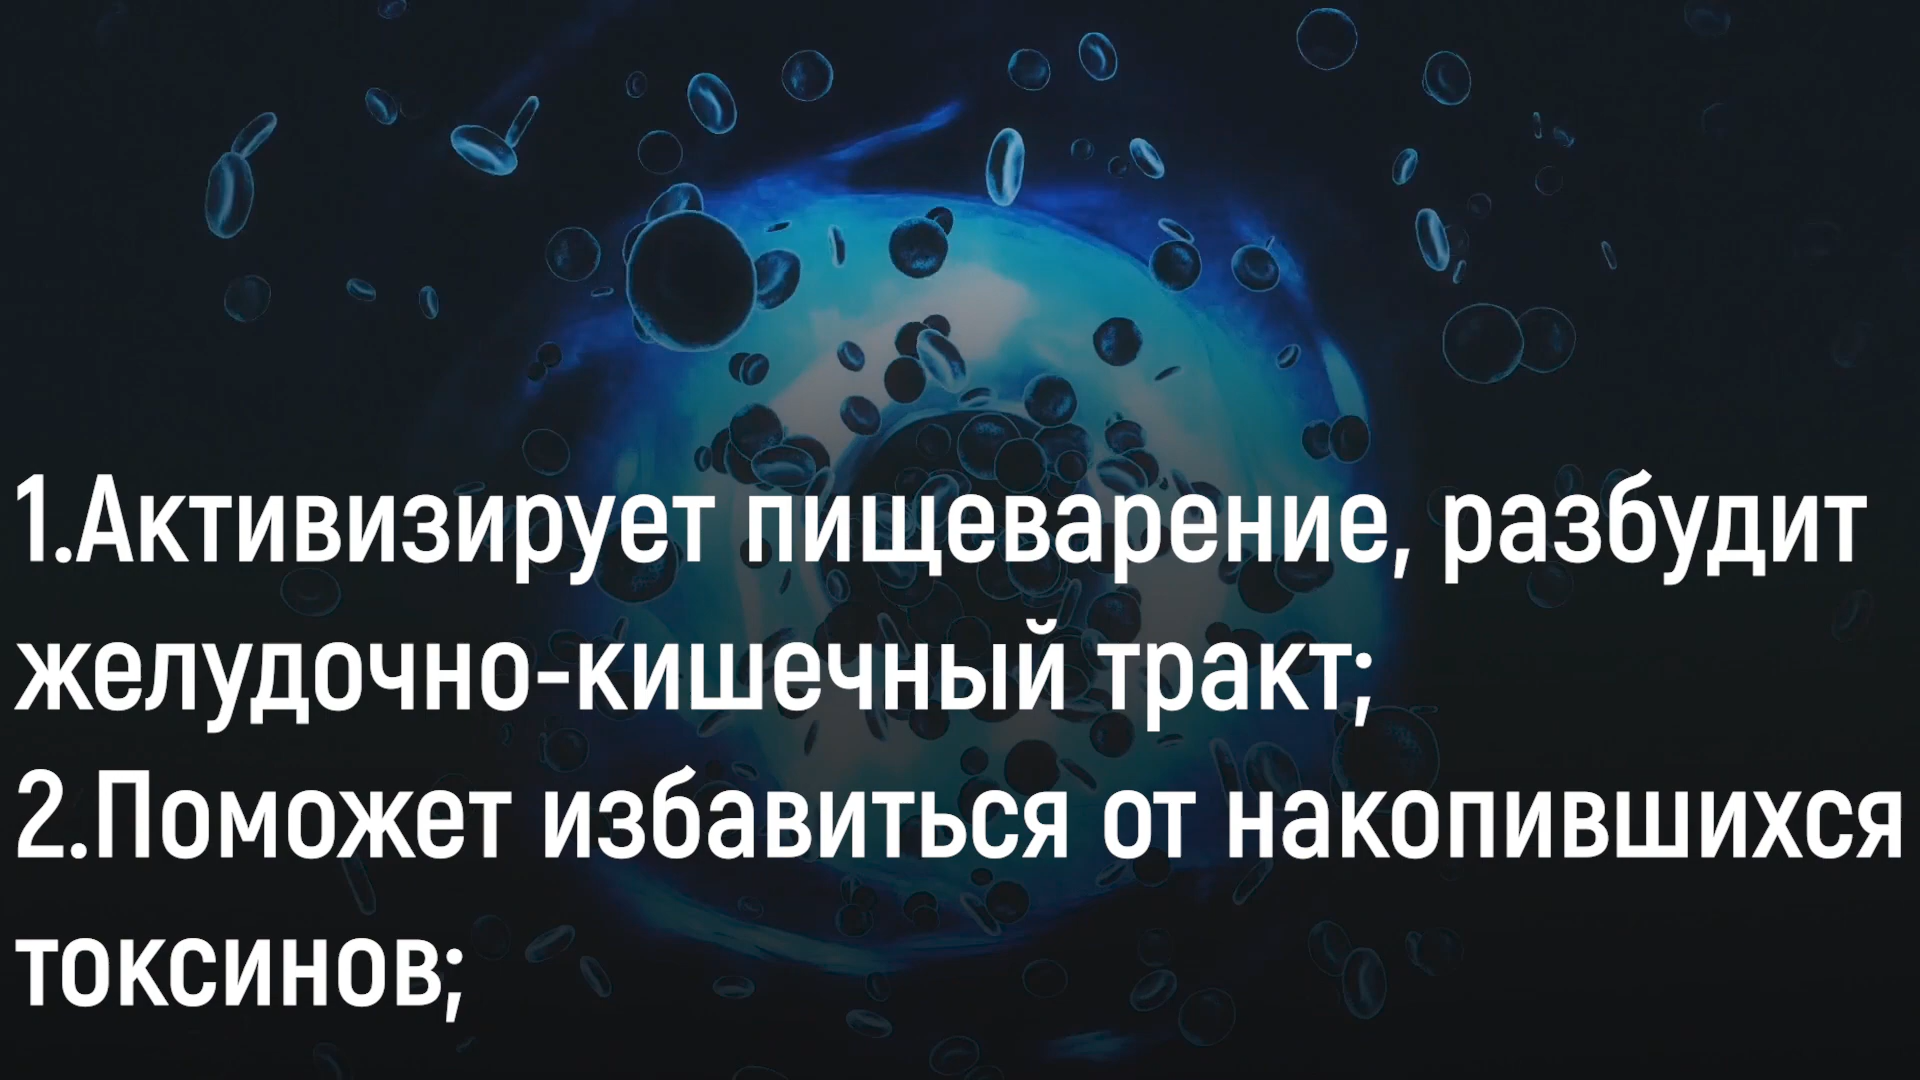 1.Активизирует пищеварение, разбудит
желудочно-кишечный тракт;
2.Поможет избавиться от накопившихся
токсинов;